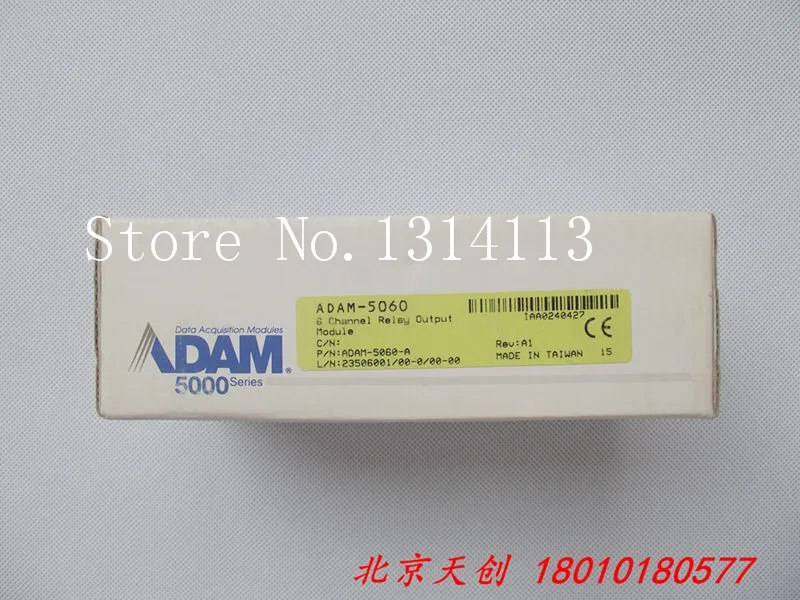 Store No.1314113
ADAM-5060
6 Channel Relay Output
Module
C/N:
P/N:ADAM-5060-A
L/N:23506001/00-0/00-00
IAA0240427
CE
Rev:A1
MADE IN TAIWAN 15
Data Acquisition Modules
ADAM®
5000 Series
北京天创 18010180577